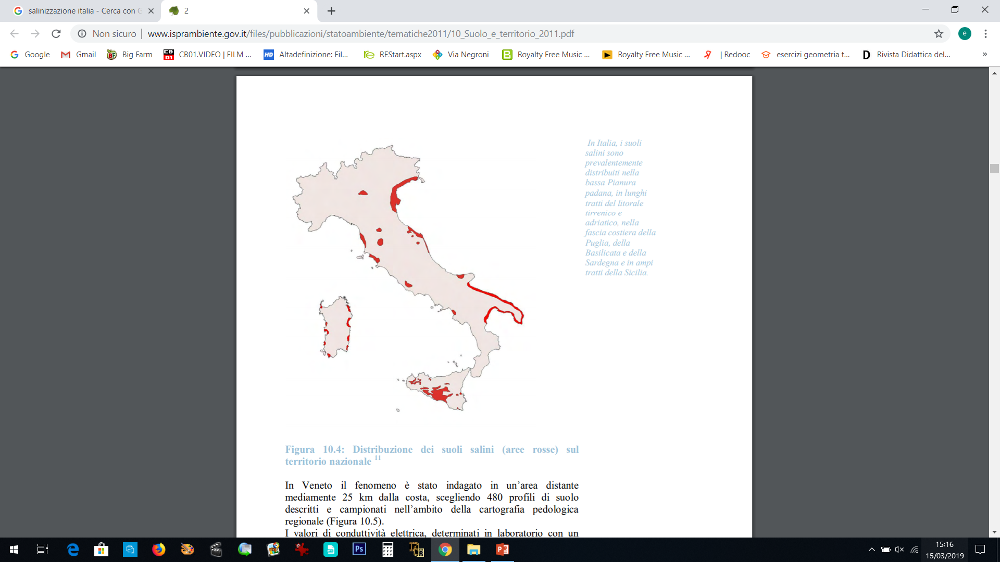 salinizzazione italia - Cerca con G
2
Non sicuro | www.isprambiente.gov.it/files/pubblicazioni/statoambiente/tematiche2011/10_Suolo_e_territorio_2011.pdf
e
Google
Gmail
Big Farm
CB01.VIDEO | FILM ...
Altadefinizione: Fil...
REStart.aspx
Via Negroni
Royalty Free Music ...
Royalty Free Music ...
| Redooc
esercizi geometria t...
Rivista Didattica del...
»
In Italia, i suoli
salini sono
prevalentemente
distribuiti nella
bassa Pianura
padana, in lunghi
tratti del litorale
tirrenico e
adriatico, nella
fascia costiera della
Puglia, della
Basilicata e della
Sardegna e in ampi
tratti della Sicilia.
Figura 10.4: Distribuzione dei suoli salini (aree rosse) sul
territorio nazionale 11
In Veneto il fenomeno è stato indagato in un’area distante
mediamente 25 km dalla costa, scegliendo 480 profili di suolo
descritti e campionati nell’ambito della cartografia pedologica
regionale (Figura 10.5).
I valori di conduttività elettrica, determinati in laboratorio con un
15:16
15/03/2019